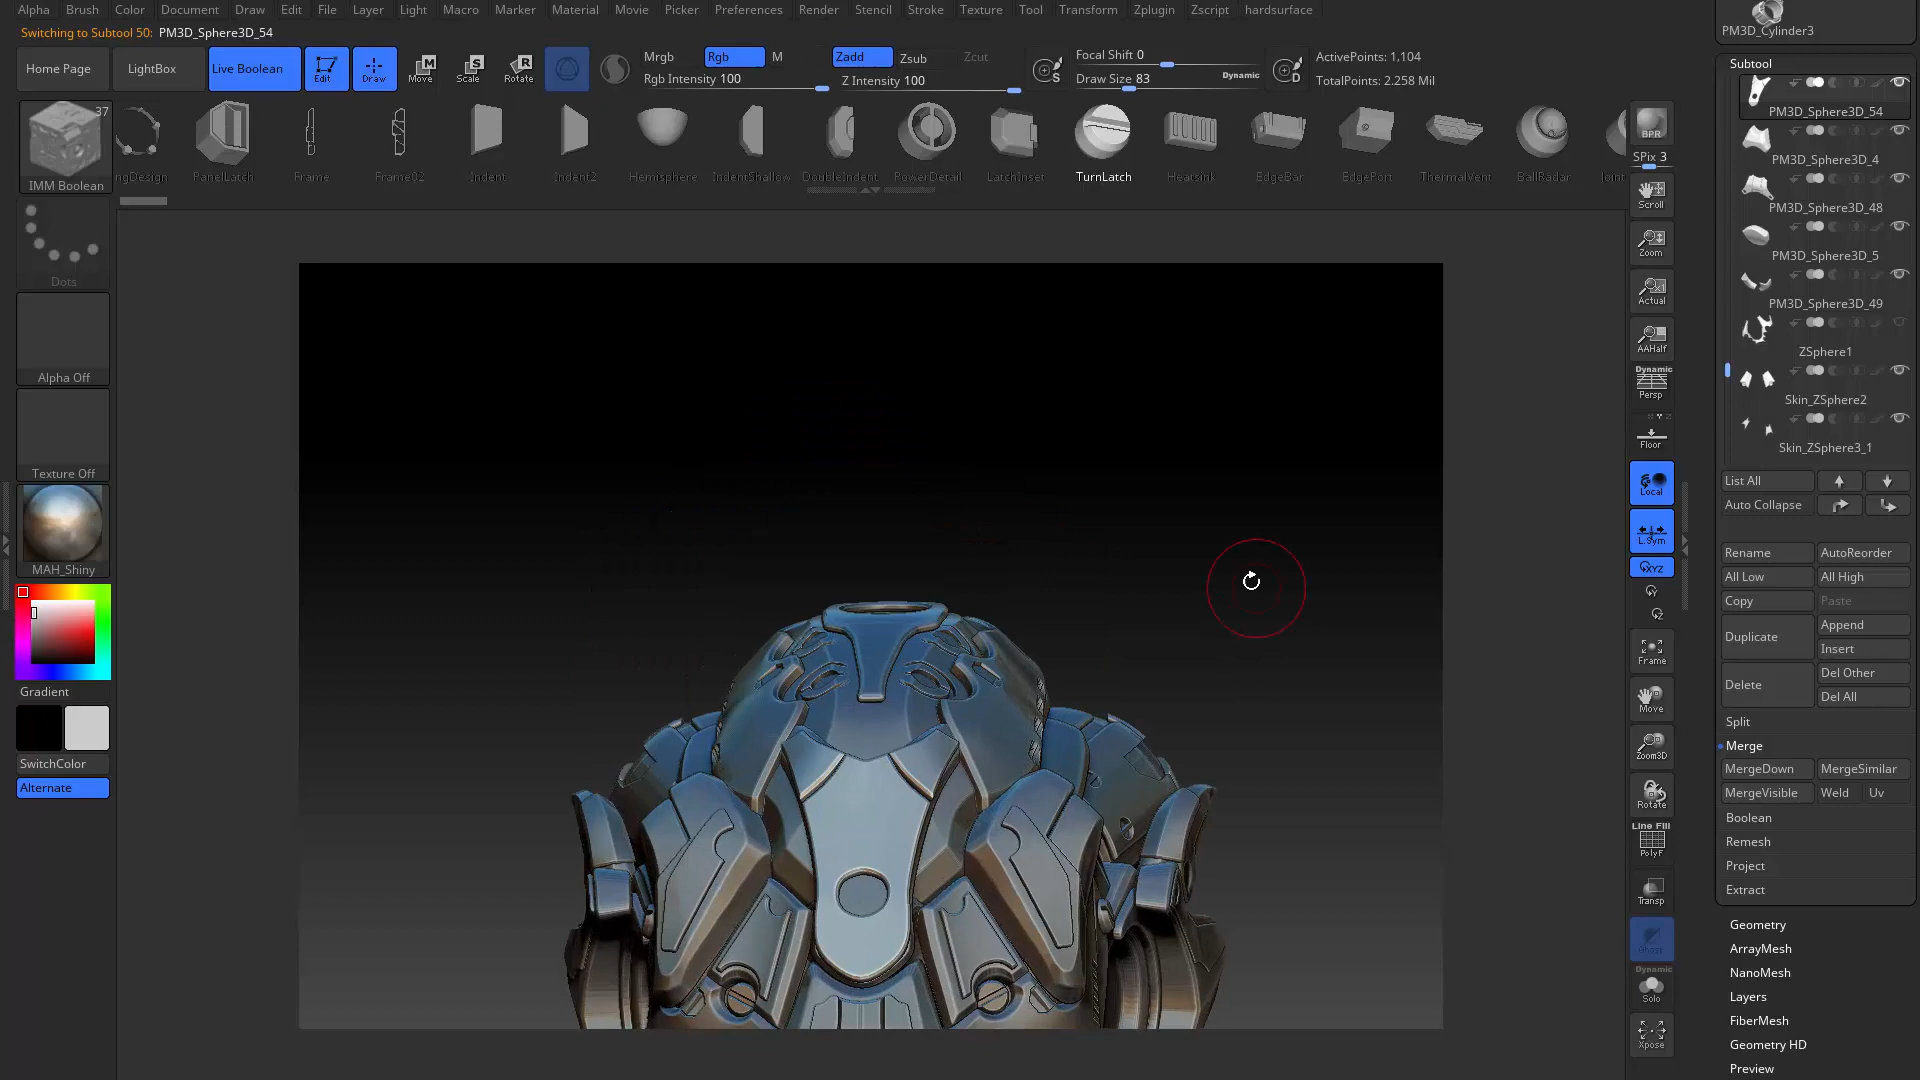 Alpha Brush Color Document Draw Edit File Layer Light Macro Marker Material Movie Picker Preferences Render Stencil Stroke Texture Tool Transform Zplugin Zscript hardsurface
Switching to Subtool 50: PM3D_Sphere3D_54
Home Page LightBox Live Boolean Edit Draw Move Scale Rotate
M S R
Mrgb Rgb M Zadd Zsub Zcut
Rgb Intensity 100 Z Intensity 100
S D
Focal Shift 0
Draw Size 83 Dynamic
ActivePoints: 1,104
TotalPoints: 2.258 Mil
37
IMM Boolean
ngDesign PanelLatch Frame Frame02 Indent Indent2 Hemisphere IndentShallow DoubleIndent PowerDetail LatchInset TurnLatch Heatsink EdgeBar EdgePort ThermalVent BallRadar Joint
Dots
Alpha Off
Texture Off
MAH_Shiny
Gradient
SwitchColor
Alternate
BPR
SPix 3
Scroll
Zoom
Actual
AAHalf
Dynamic
Persp
Floor
Local
L.Sym
XYZ
Y
Z
Frame
Move
Zoom3D
Rotate
Line Fill
PolyF
Transp
Ghost
Dynamic
Solo
Xpose
PM3D_Cylinder3
Subtool
PM3D_Sphere3D_54
PM3D_Sphere3D_4
PM3D_Sphere3D_48
PM3D_Sphere3D_5
PM3D_Sphere3D_49
ZSphere1
Skin_ZSphere2
Skin_ZSphere3_1
List All
Auto Collapse
Rename AutoReorder
All Low All High
Copy Paste
Duplicate Append
Insert
Delete Del Other
Del All
Split
Merge
MergeDown MergeSimilar
MergeVisible Weld Uv
Boolean
Remesh
Project
Extract
Geometry
ArrayMesh
NanoMesh
Layers
FiberMesh
Geometry HD
Preview